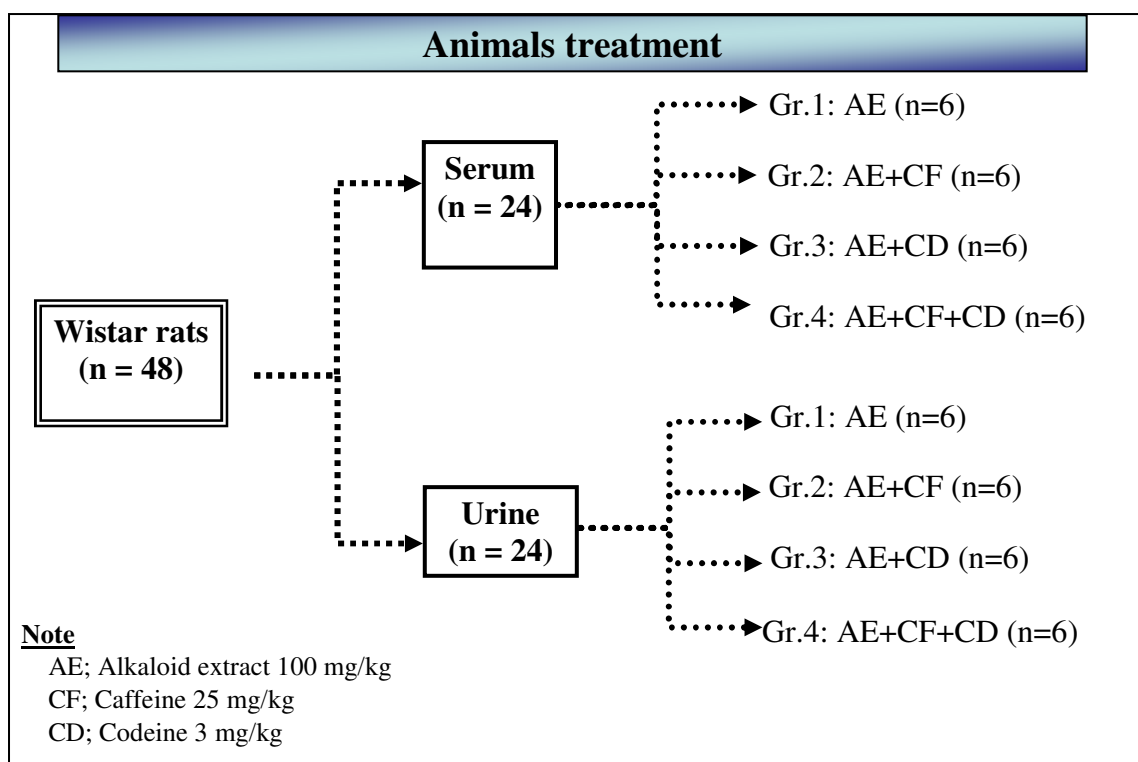 Animals treatment
Wistar rats
(n = 48)
Serum
(n = 24)
Gr.1: AE (n=6)
Gr.2: AE+CF (n=6)
Gr.3: AE+CD (n=6)
Gr.4: AE+CF+CD (n=6)
Urine
(n = 24)
Gr.1: AE (n=6)
Gr.2: AE+CF (n=6)
Gr.3: AE+CD (n=6)
Gr.4: AE+CF+CD (n=6)
Note
AE; Alkaloid extract 100 mg/kg
CF; Caffeine 25 mg/kg
CD; Codeine 3 mg/kg